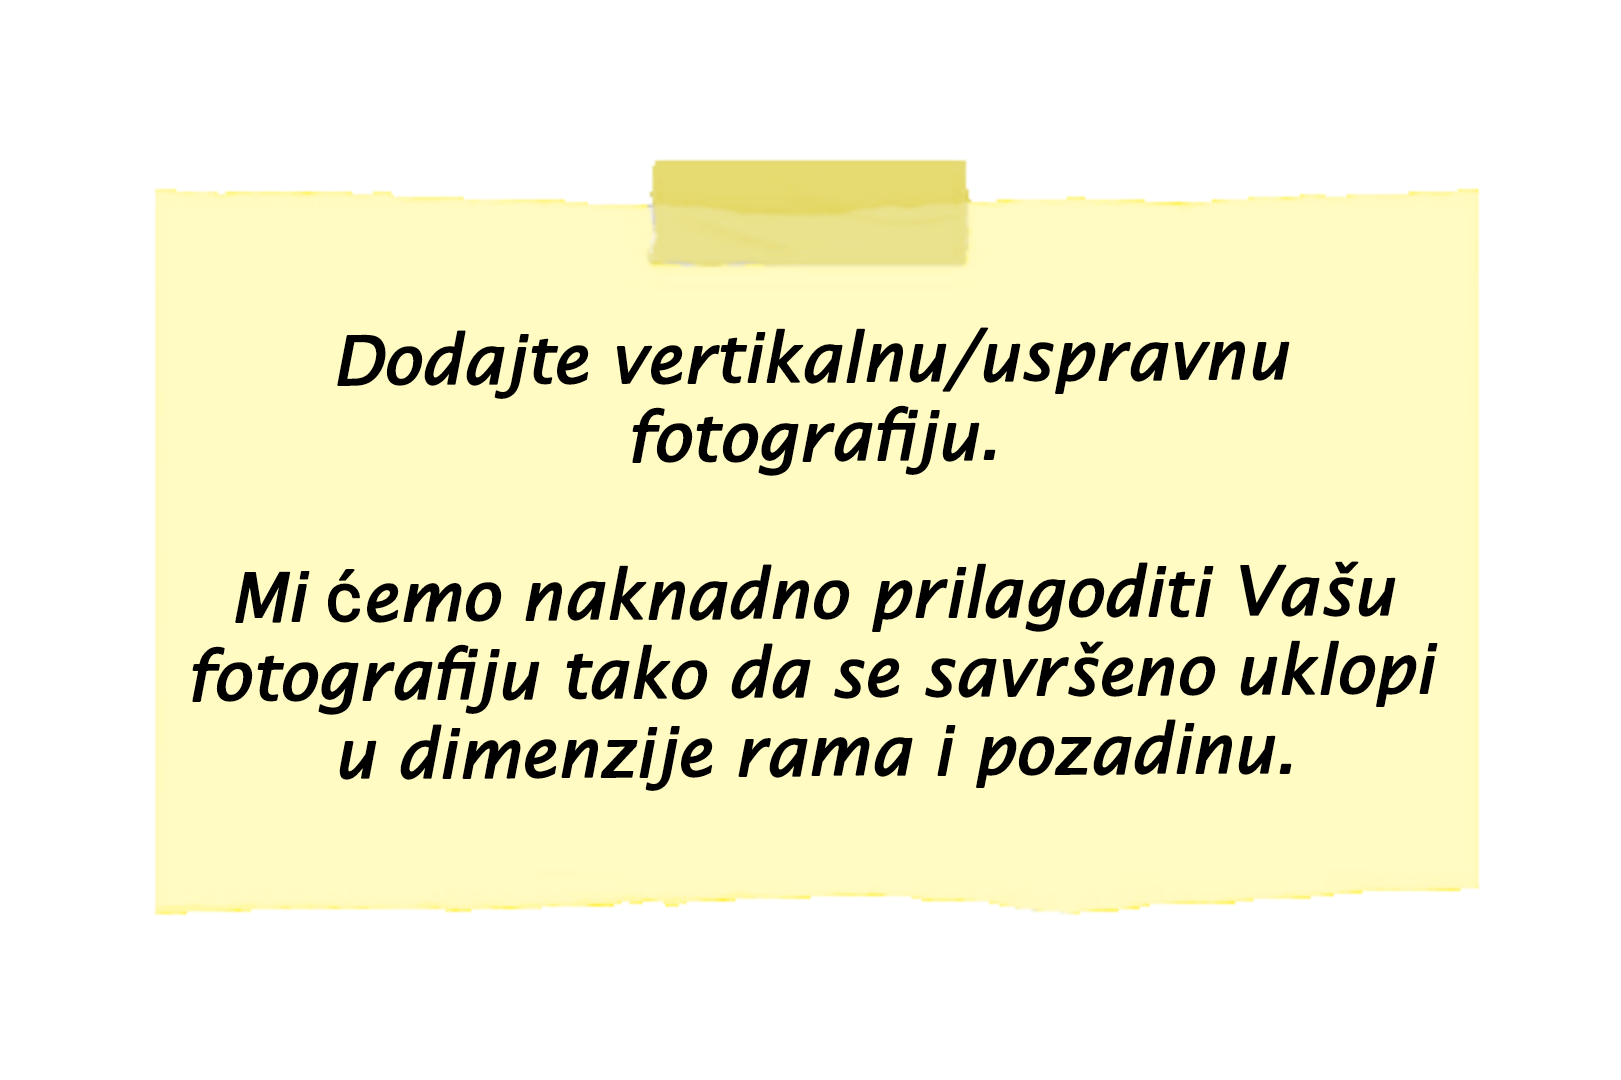 Dodajte vertikalnu/uspravnu
fotografiju.
Mi ćemo naknadno prilagoditi Vašu
fotografiju tako da se savršeno uklopi
u dimenzije rama i pozadinu.